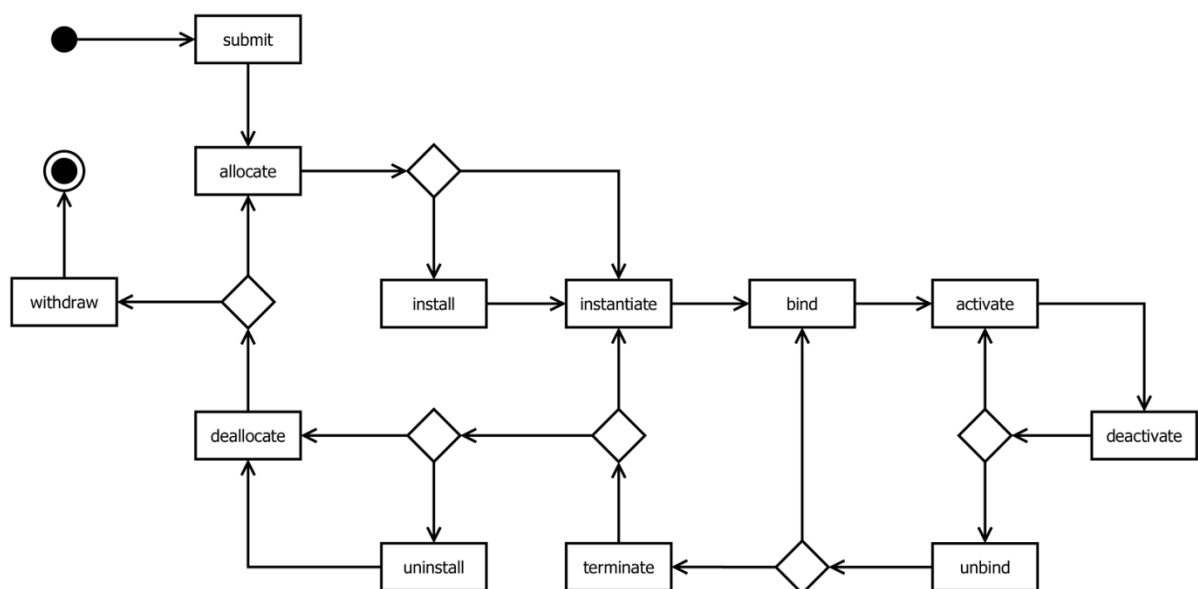 submit
allocate
withdraw
install
instantiate
bind
activate
deallocate
deactivate
uninstall
terminate
unbind